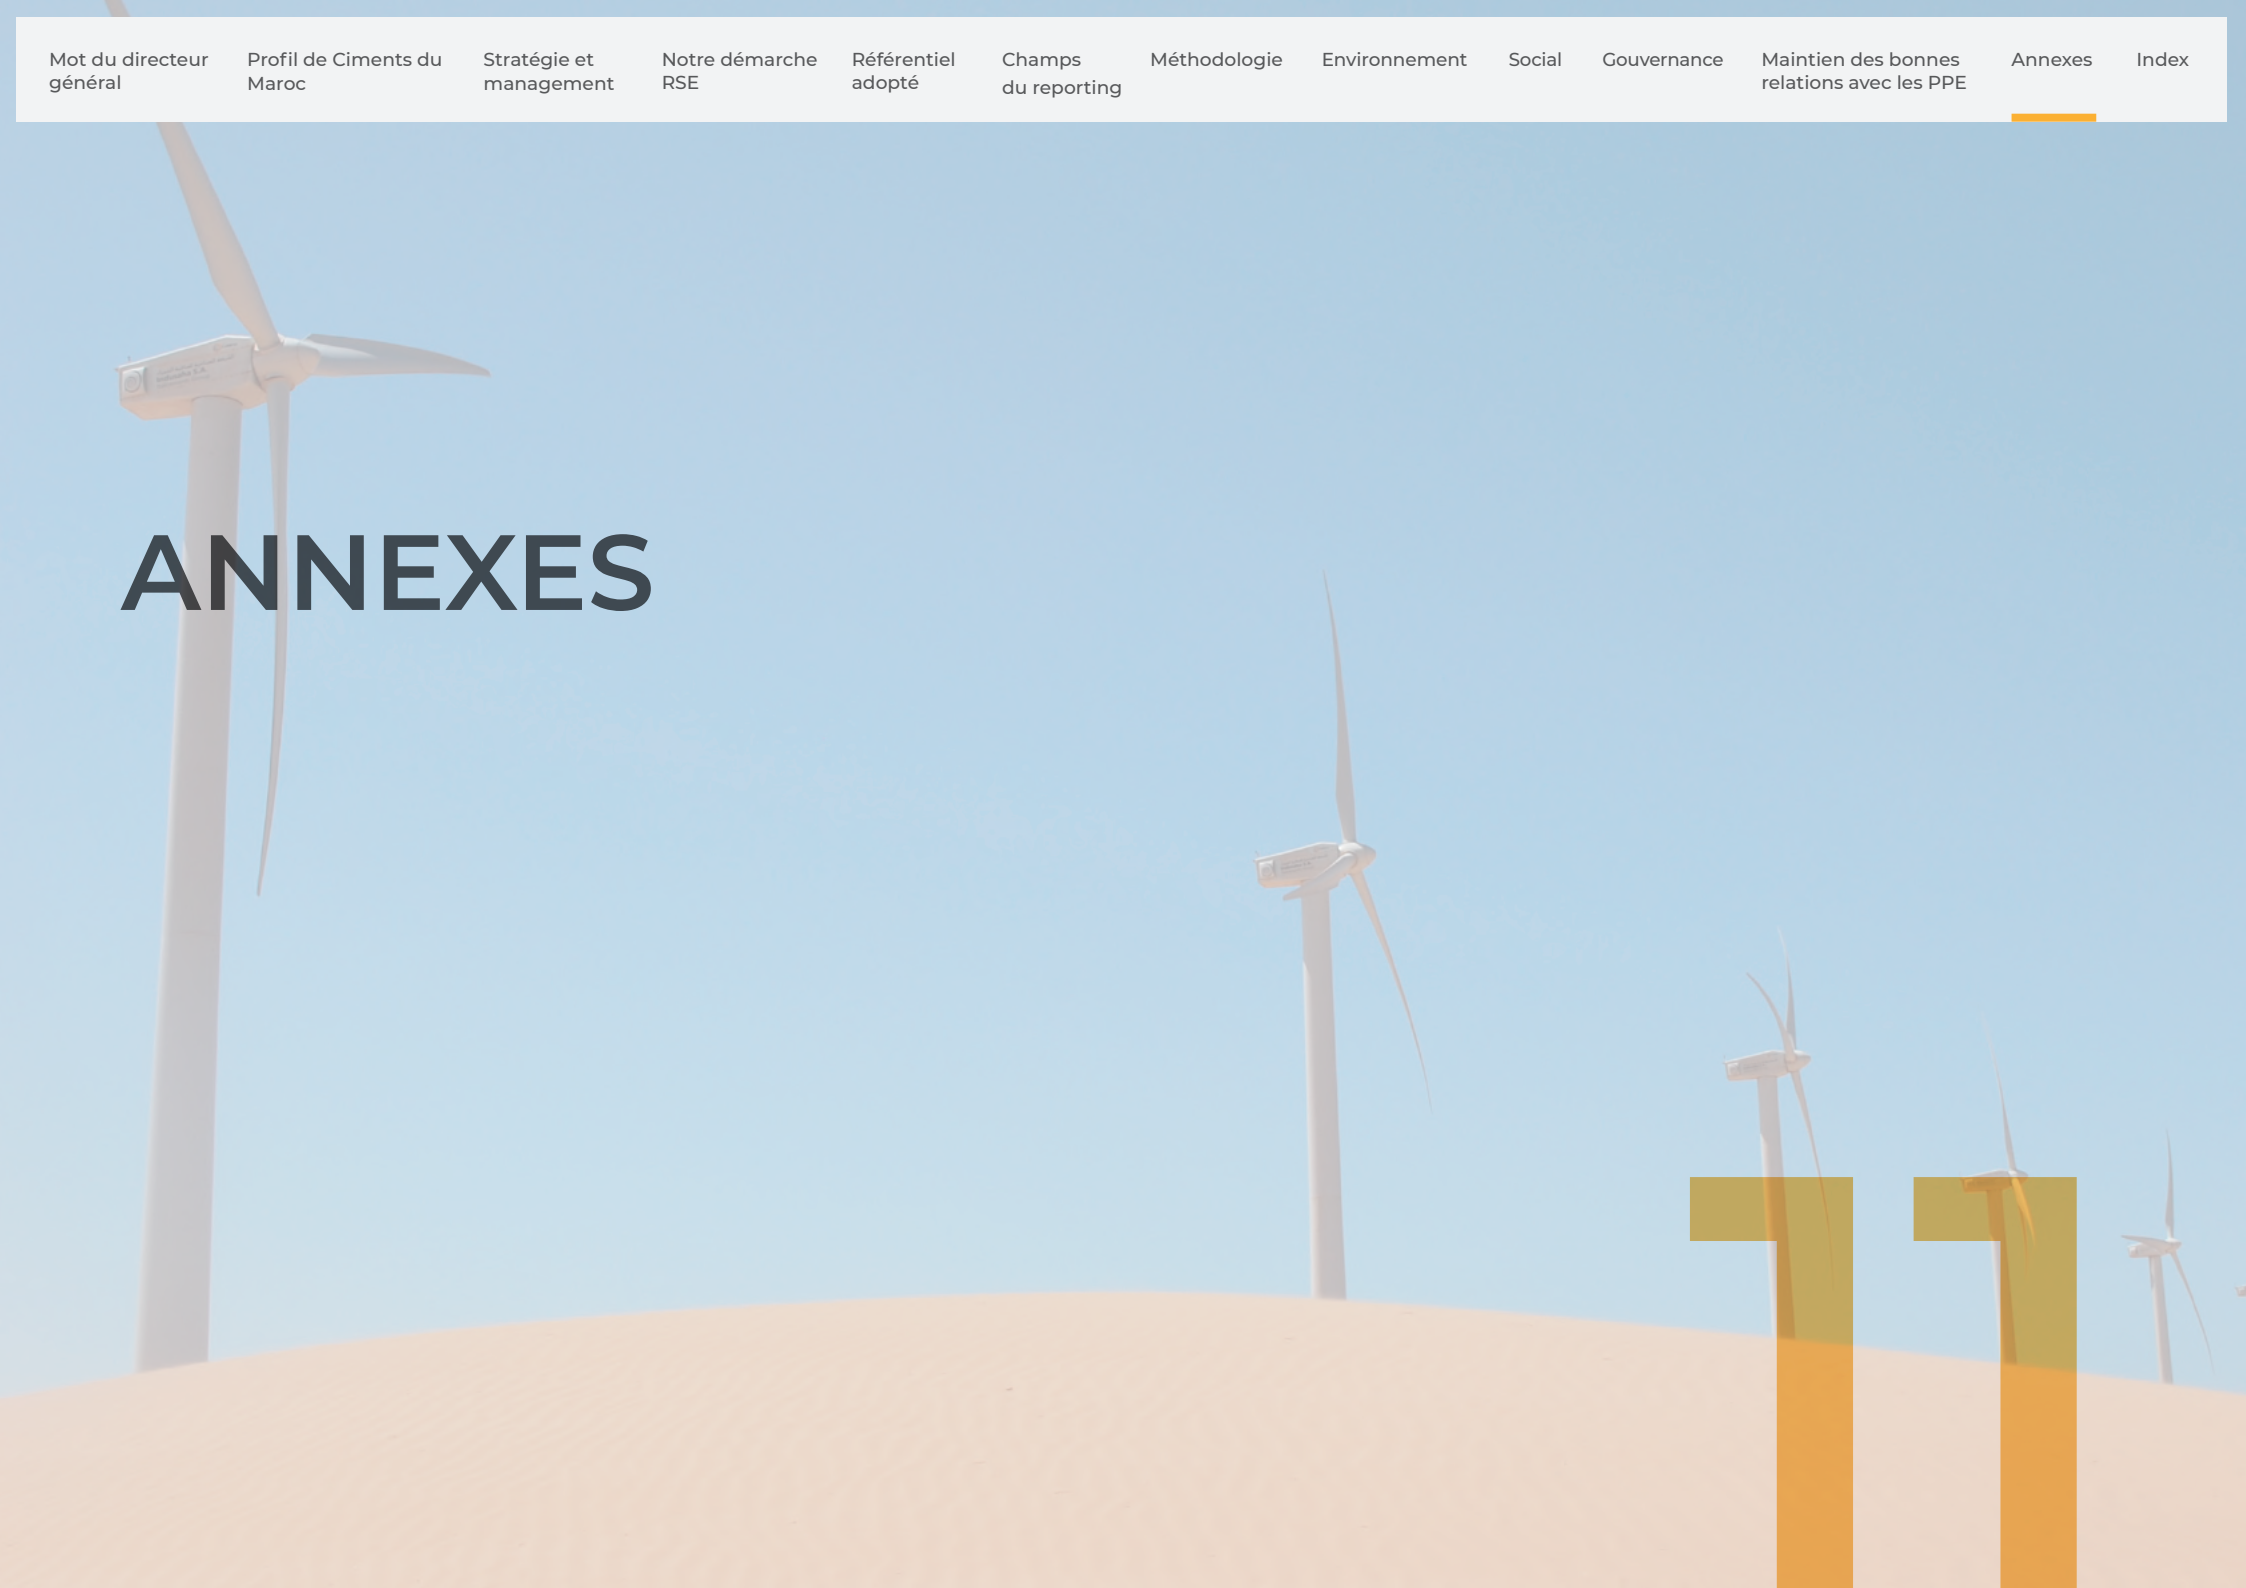 Mot du directeur
général
Profil de Ciments du
Maroc
Stratégie et
management
Notre démarche
RSE
Référentiel
adopté
Champs
du reporting
Méthodologie
Environnement
Social
Gouvernance
Maintien des bonnes
relations avec les PPE
Annexes
Index
ANNEXES
11